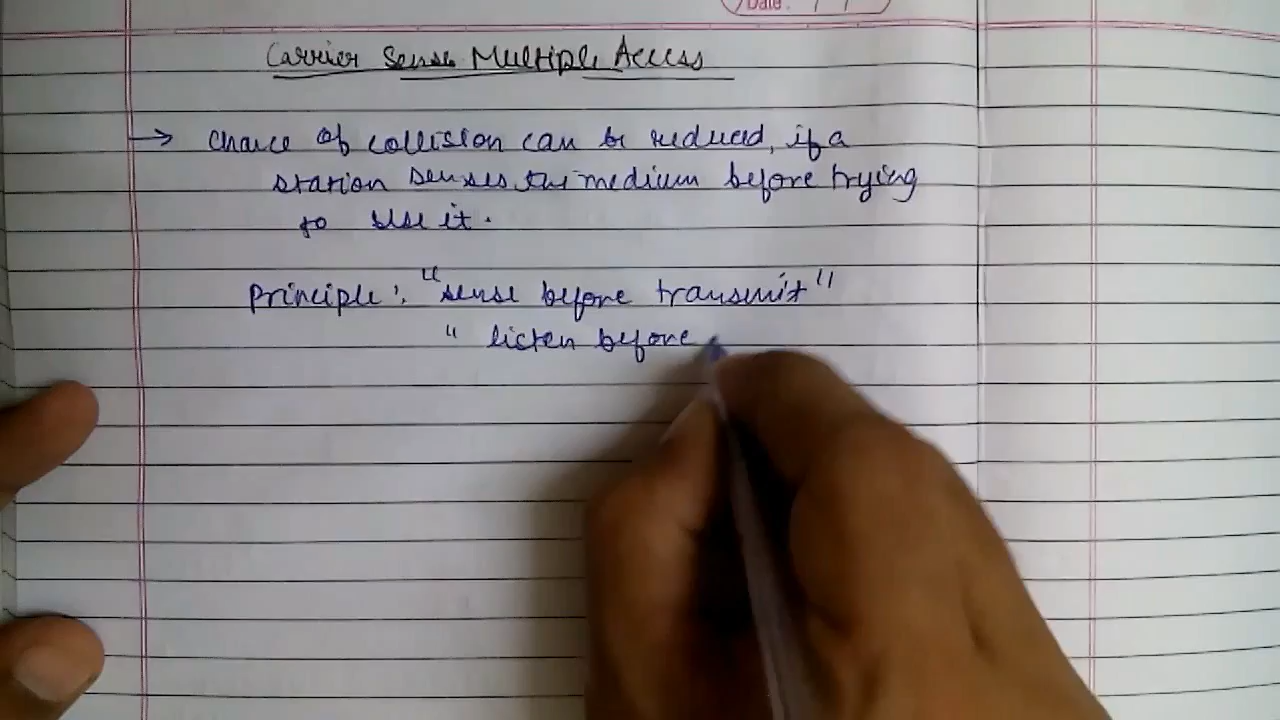 Date :
Carrier Sense Multiple Access
→ Chance of collision can be reduced, if a
station senses the medium before trying
to use it.
Principle : "sense before transmit"
" listen before